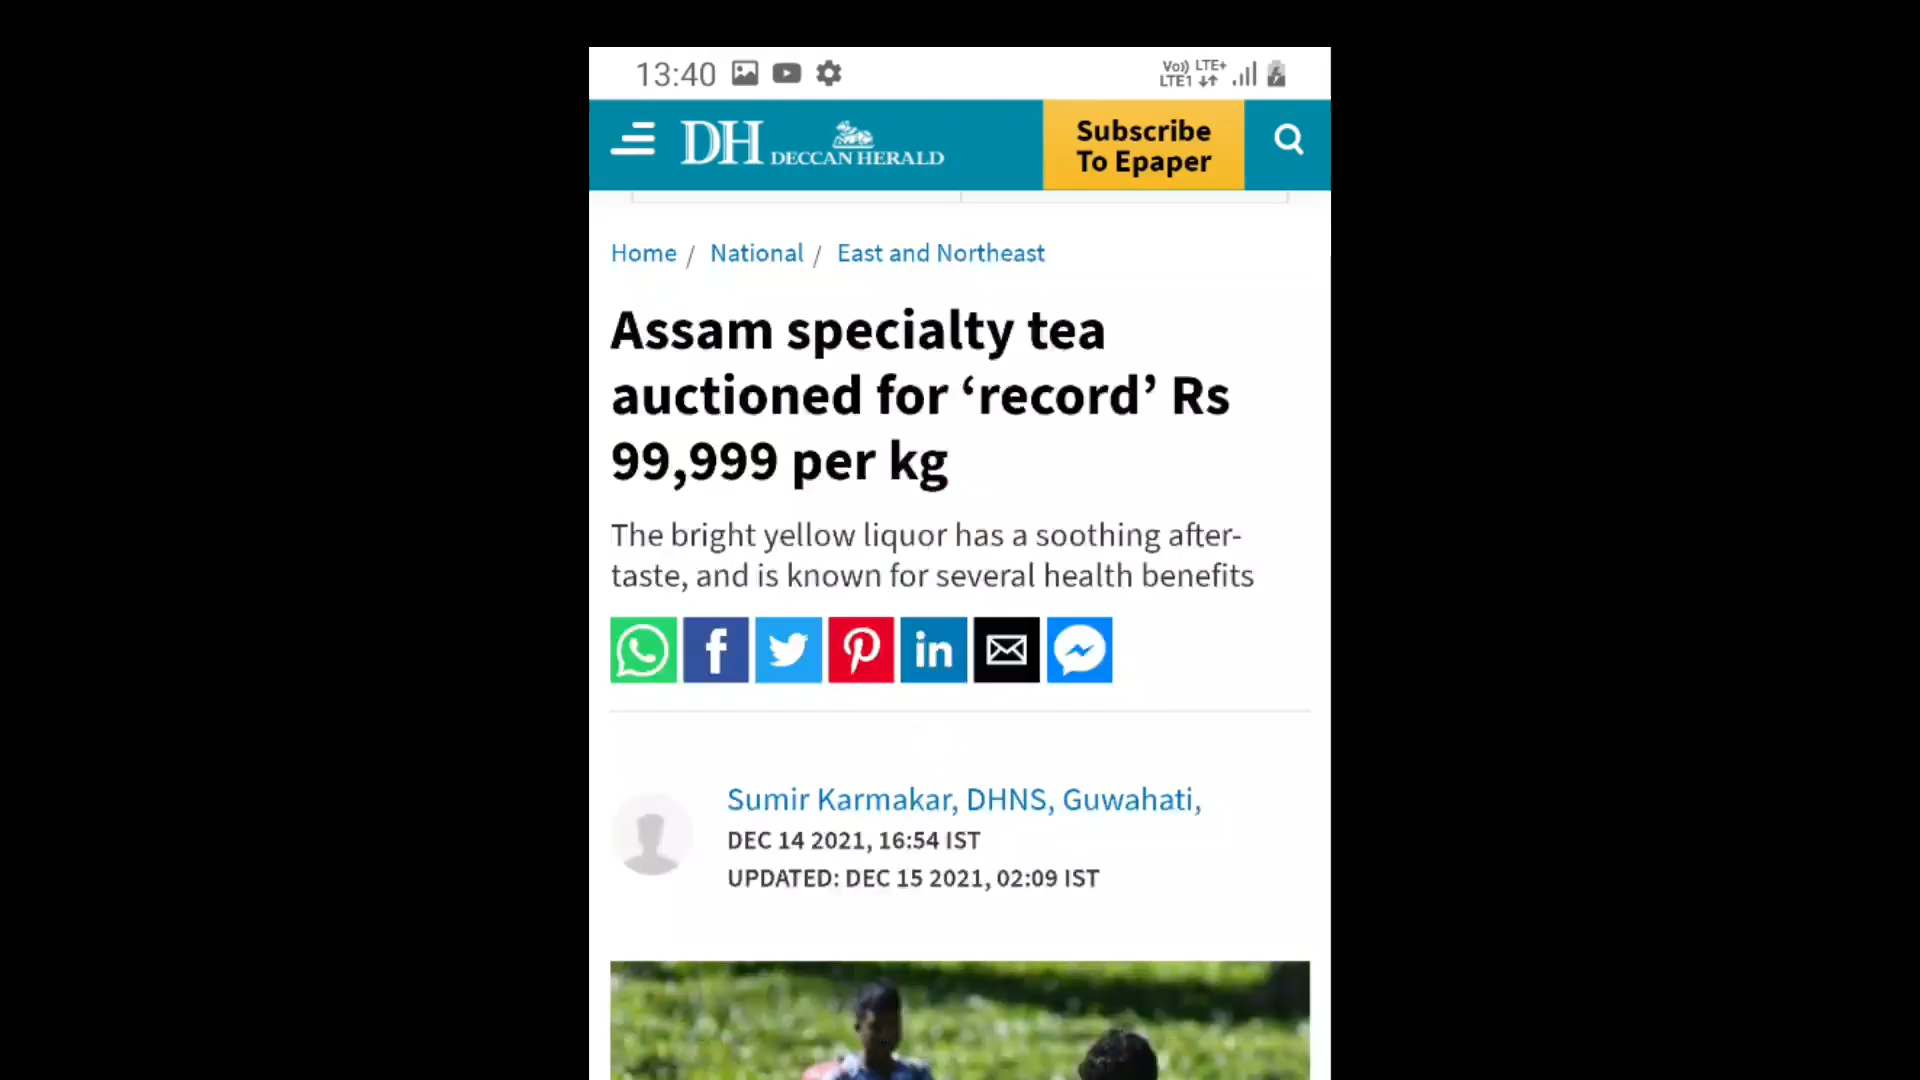 13:40
Vo)) LTE+
LTE1
DH DECCAN HERALD
Subscribe
To Epaper
Home / National / East and Northeast
Assam specialty tea
auctioned for ‘record’ Rs
99,999 per kg
The bright yellow liquor has a soothing after-
taste, and is known for several health benefits
Sumir Karmakar, DHNS, Guwahati,
DEC 14 2021, 16:54 IST
UPDATED: DEC 15 2021, 02:09 IST